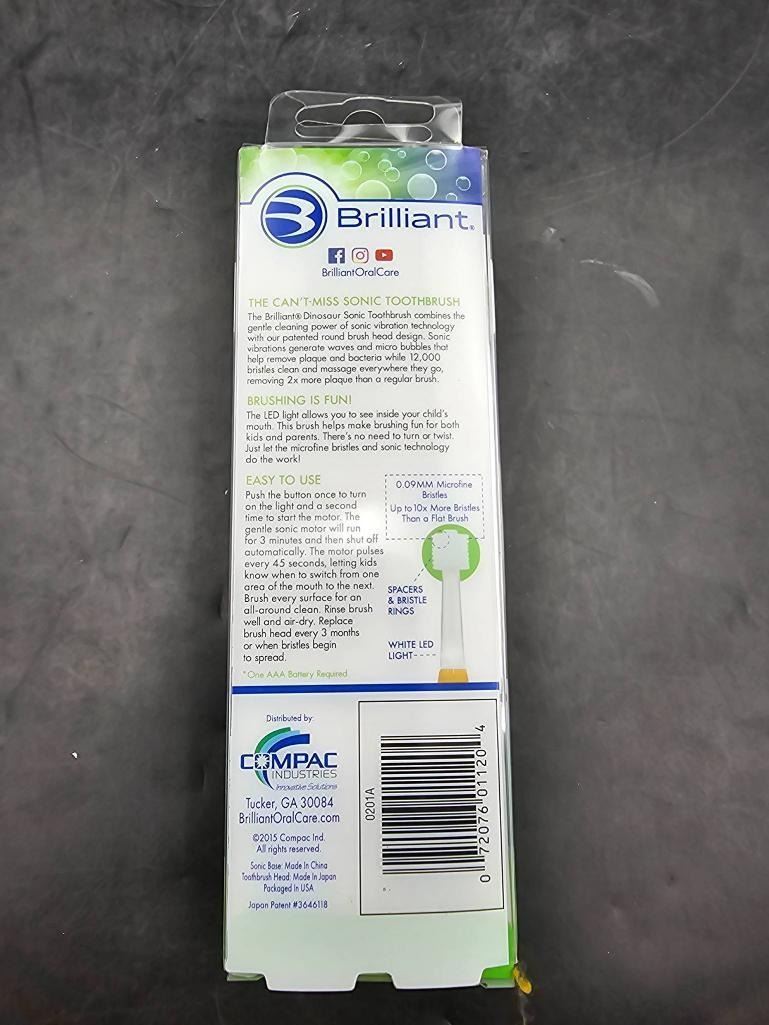 Brilliant®
BrilliantOralCare
THE CAN'T-MISS SONIC TOOTHBRUSH
The Brilliant® Dinosaur Sonic Toothbrush combines the
gentle cleaning power of sonic vibration technology
with our patented round brush head design. Sonic
vibrations generate waves and micro bubbles that
help remove plaque and bacteria while 12,000
bristles clean and massage everywhere they go,
removing 2x more plaque than a regular brush.
BRUSHING IS FUN!
The LED light allows you to see inside your child's
mouth. This brush helps make brushing fun for both
kids and parents. There's no need to turn or twist.
Just let the microfine bristles and sonic technology
do the work!
EASY TO USE
Push the button once to turn
on the light and a second
time to start the motor. The
gentle sonic motor will run
for 3 minutes and then shut off
automatically. The motor pulses
every 45 seconds, letting kids
know when to switch from one
area of the mouth to the next.
Brush every surface for an
all-around clean. Rinse brush
well and air-dry. Replace
brush head every 3 months
or when bristles begin
to spread.
*One AAA Battery Required
0.09MM Microfine
Bristles
Up to 10x More Bristles
Than a Flat Brush
SPACERS
& BRISTLE
RINGS
WHITE LED
LIGHT
Distributed by:
COMPAC
INDUSTRIES
Innovative Solutions
Tucker, GA 30084
BrilliantOralCare.com
©2015 Compac Ind.
All rights reserved.
Sonic Base: Made In China
Toothbrush Head: Made In Japan
Packaged In USA
Japan Patent #3646118
0201A
0 72076 01120 4